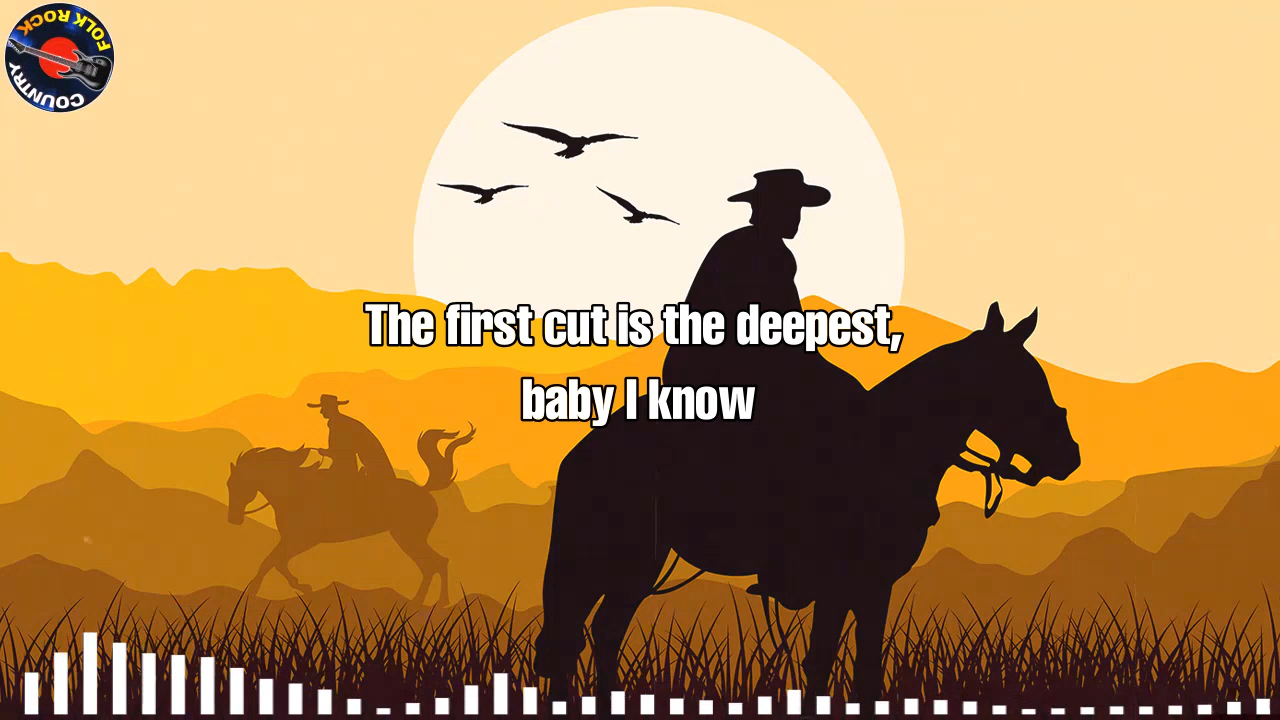 FOLK ROCK
COUNTRY
The first cut is the deepest,
baby I know